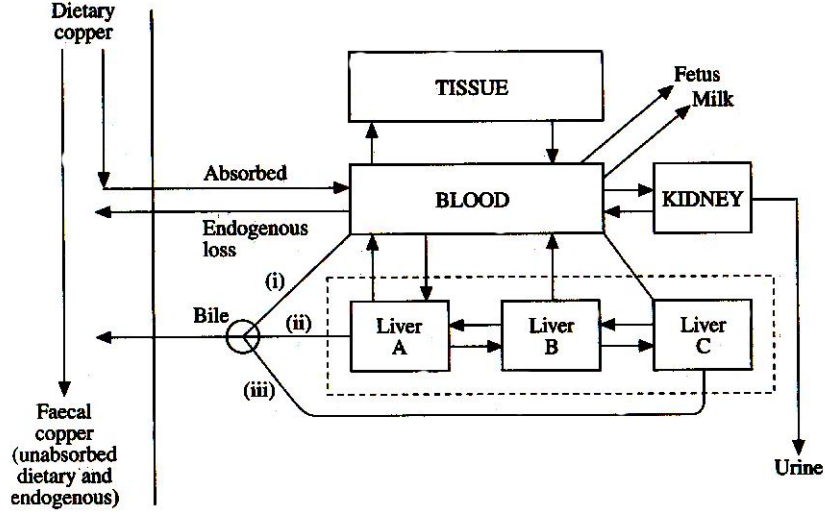 Dietary
copper
TISSUE
Fetus
Milk
Absorbed
BLOOD
KIDNEY
Endogenous
loss
(i)
Bile
(ii)
Liver
A
Liver
B
Liver
C
(iii)
Faecal
copper
(unabsorbed
dietary and
endogenous)
Urine